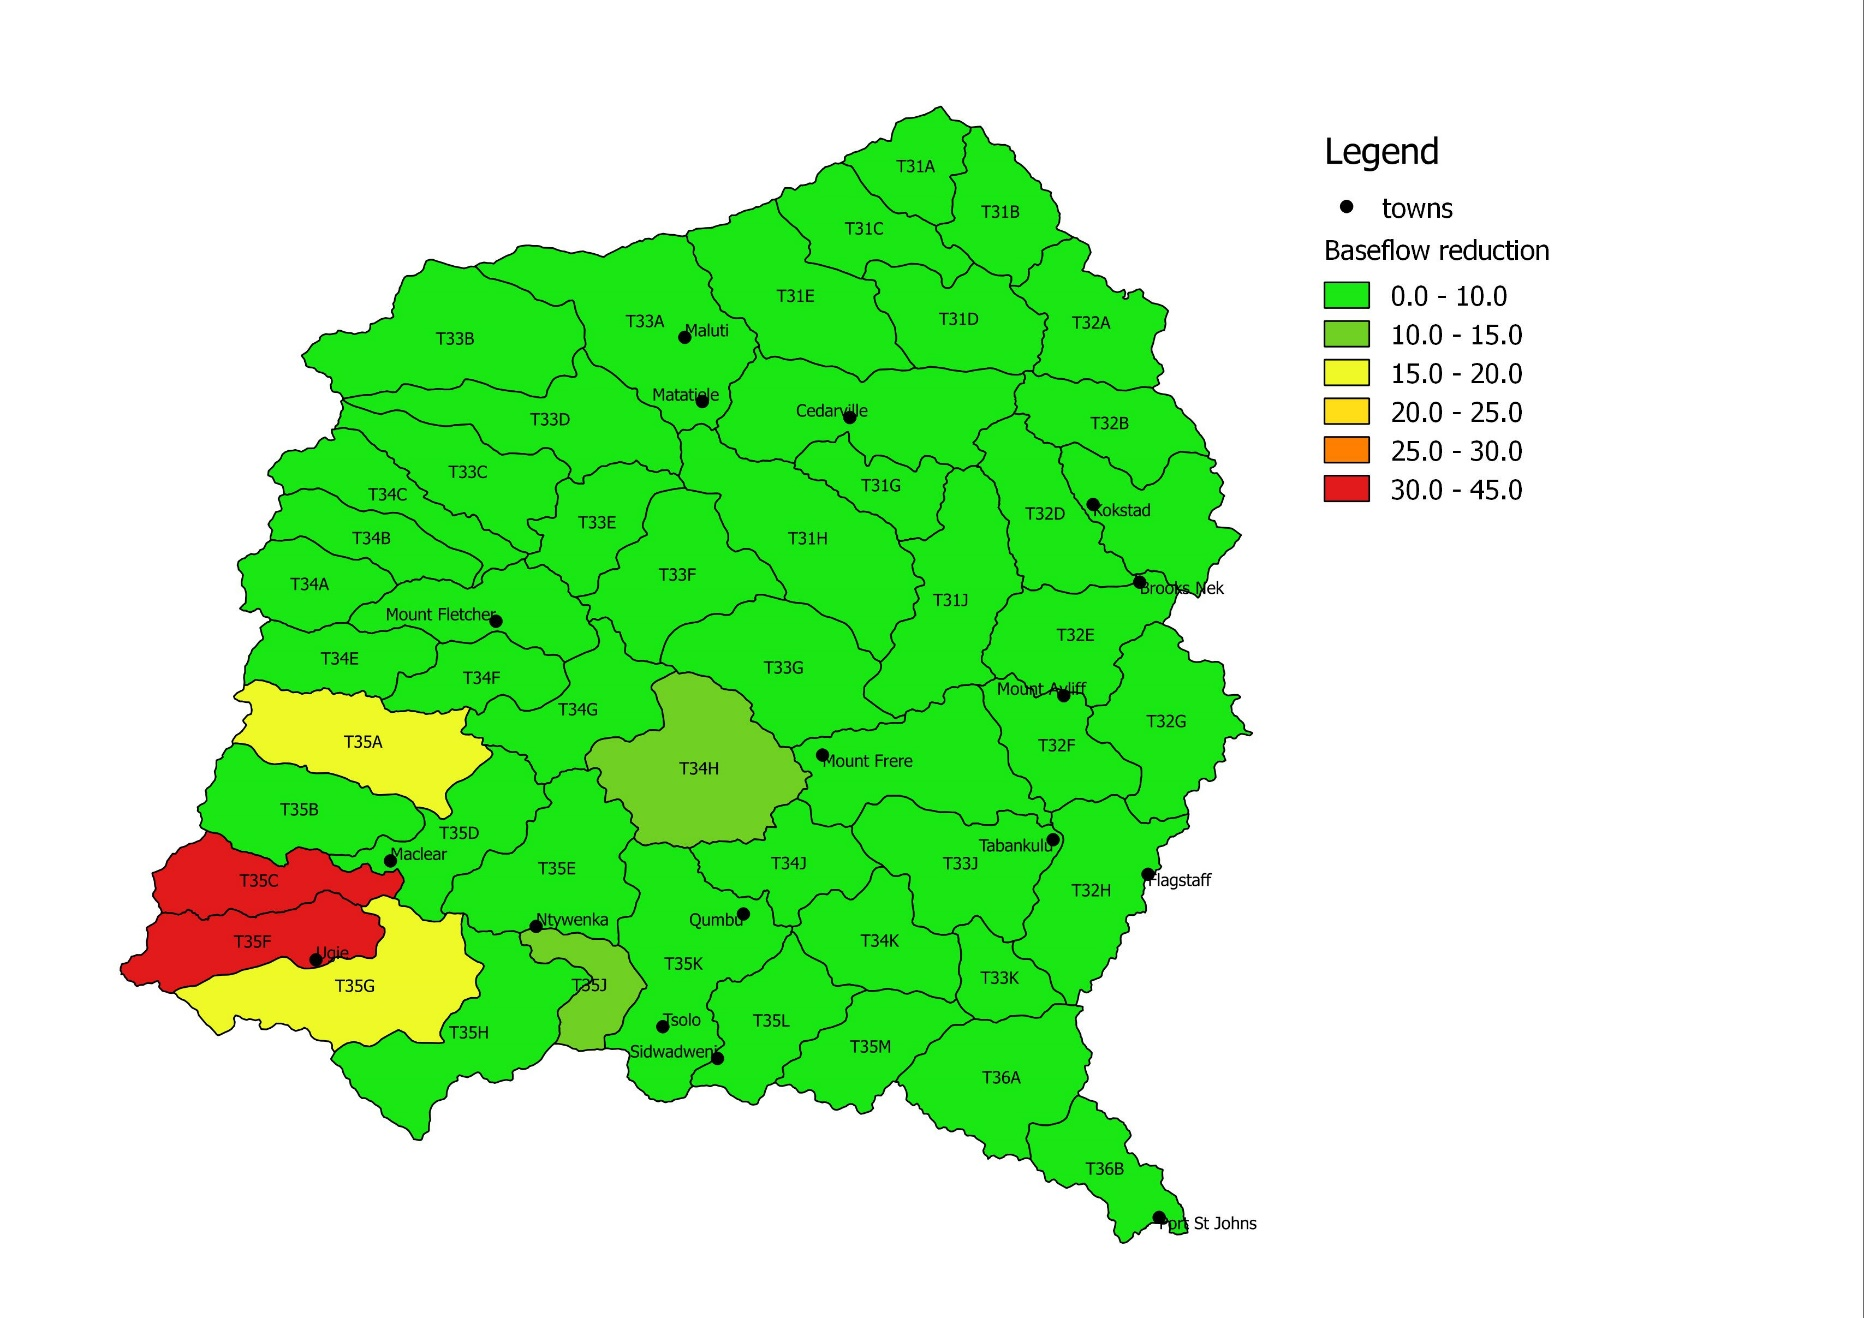 Legend
towns
Baseflow reduction
0.0 - 10.0
10.0 - 15.0
15.0 - 20.0
20.0 - 25.0
25.0 - 30.0
30.0 - 45.0
T31A
T31B
T31C
T31E
T31D
T32A
T33A
Maluti
T33B
Matatiele
Cedarville
T33D
T32B
T33C
T31G
T34C
T32D
Kokstad
T33E
T34B
T31H
T33F
T34A
Brooks Nek
T31J
Mount Fletcher
T32E
T34E
T33G
T34F
Mount Ayliff
T34G
T32G
T35A
T32F
Mount Frere
T34H
T35B
T35D
Tabankulu
Maclear
T35E
T34J
T33J
T35C
Flagstaff
T32H
Ntywenka
Qumbu
T35F
T34K
Ugie
T35K
T33K
T35G
T35J
Tsolo
T35L
T35H
Sidwadweni
T35M
T36A
T36B
Port St Johns